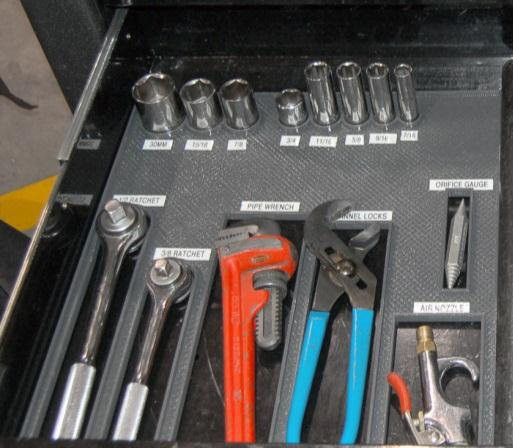 30MM 15/16 7/8 3/4 11/16 5/8 9/16 7/16
ORIFICE GAUGE
1/2 RATCHET
PIPE WRENCH
NNEL LOCKS
3/8 RATCHET
AIR NOZZLE